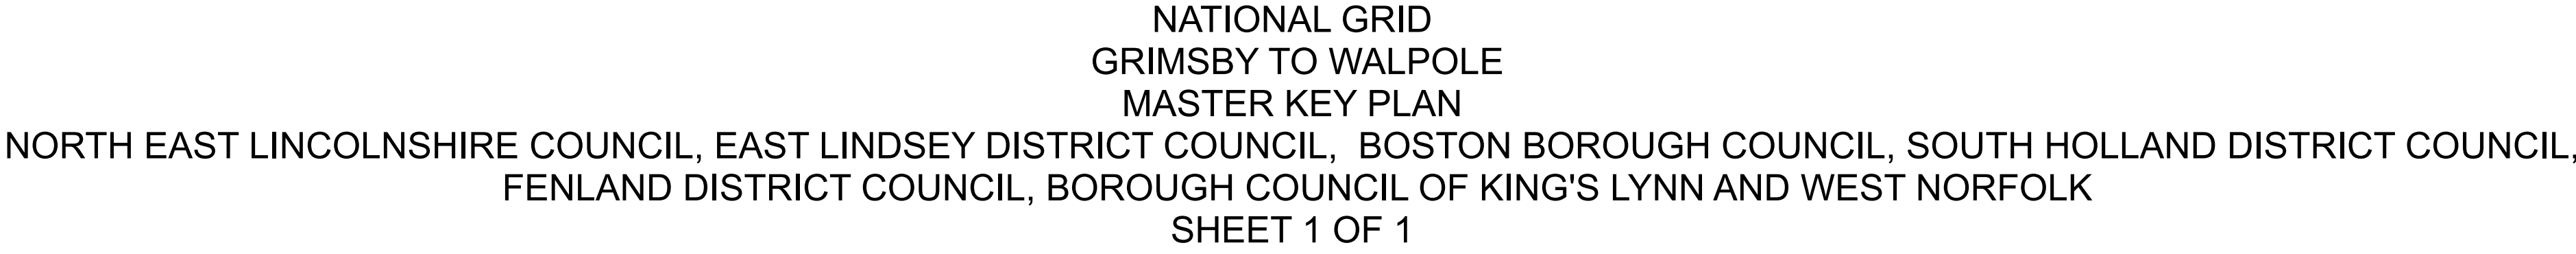 NATIONAL GRID
GRIMSBY TO WALPOLE
MASTER KEY PLAN
NORTH EAST LINCOLNSHIRE COUNCIL, EAST LINDSEY DISTRICT COUNCIL,  BOSTON BOROUGH COUNCIL, SOUTH HOLLAND DISTRICT COUNCIL,
FENLAND DISTRICT COUNCIL, BOROUGH COUNCIL OF KING'S LYNN AND WEST NORFOLK
SHEET 1 OF 1